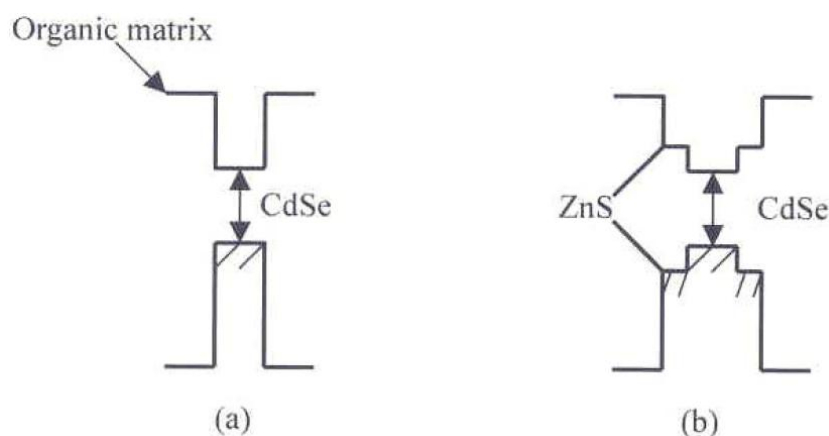 Organic matrix
CdSe
ZnS
CdSe
(a)
(b)